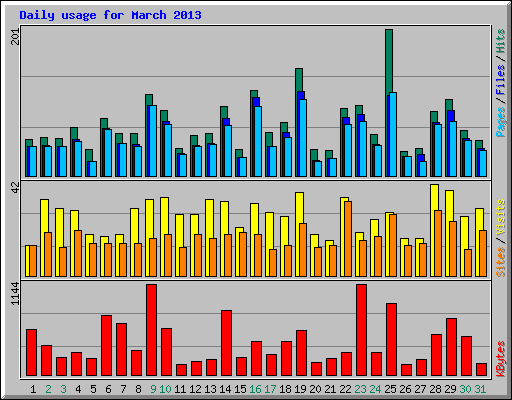 Daily usage for March 2013
201
42
1144
Pages / Files / Hits
Sites / Visits
KBytes
1 2 3 4 5 6 7 8 9 10 11 12 13 14 15 16 17 18 19 20 21 22 23 24 25 26 27 28 29 30 31